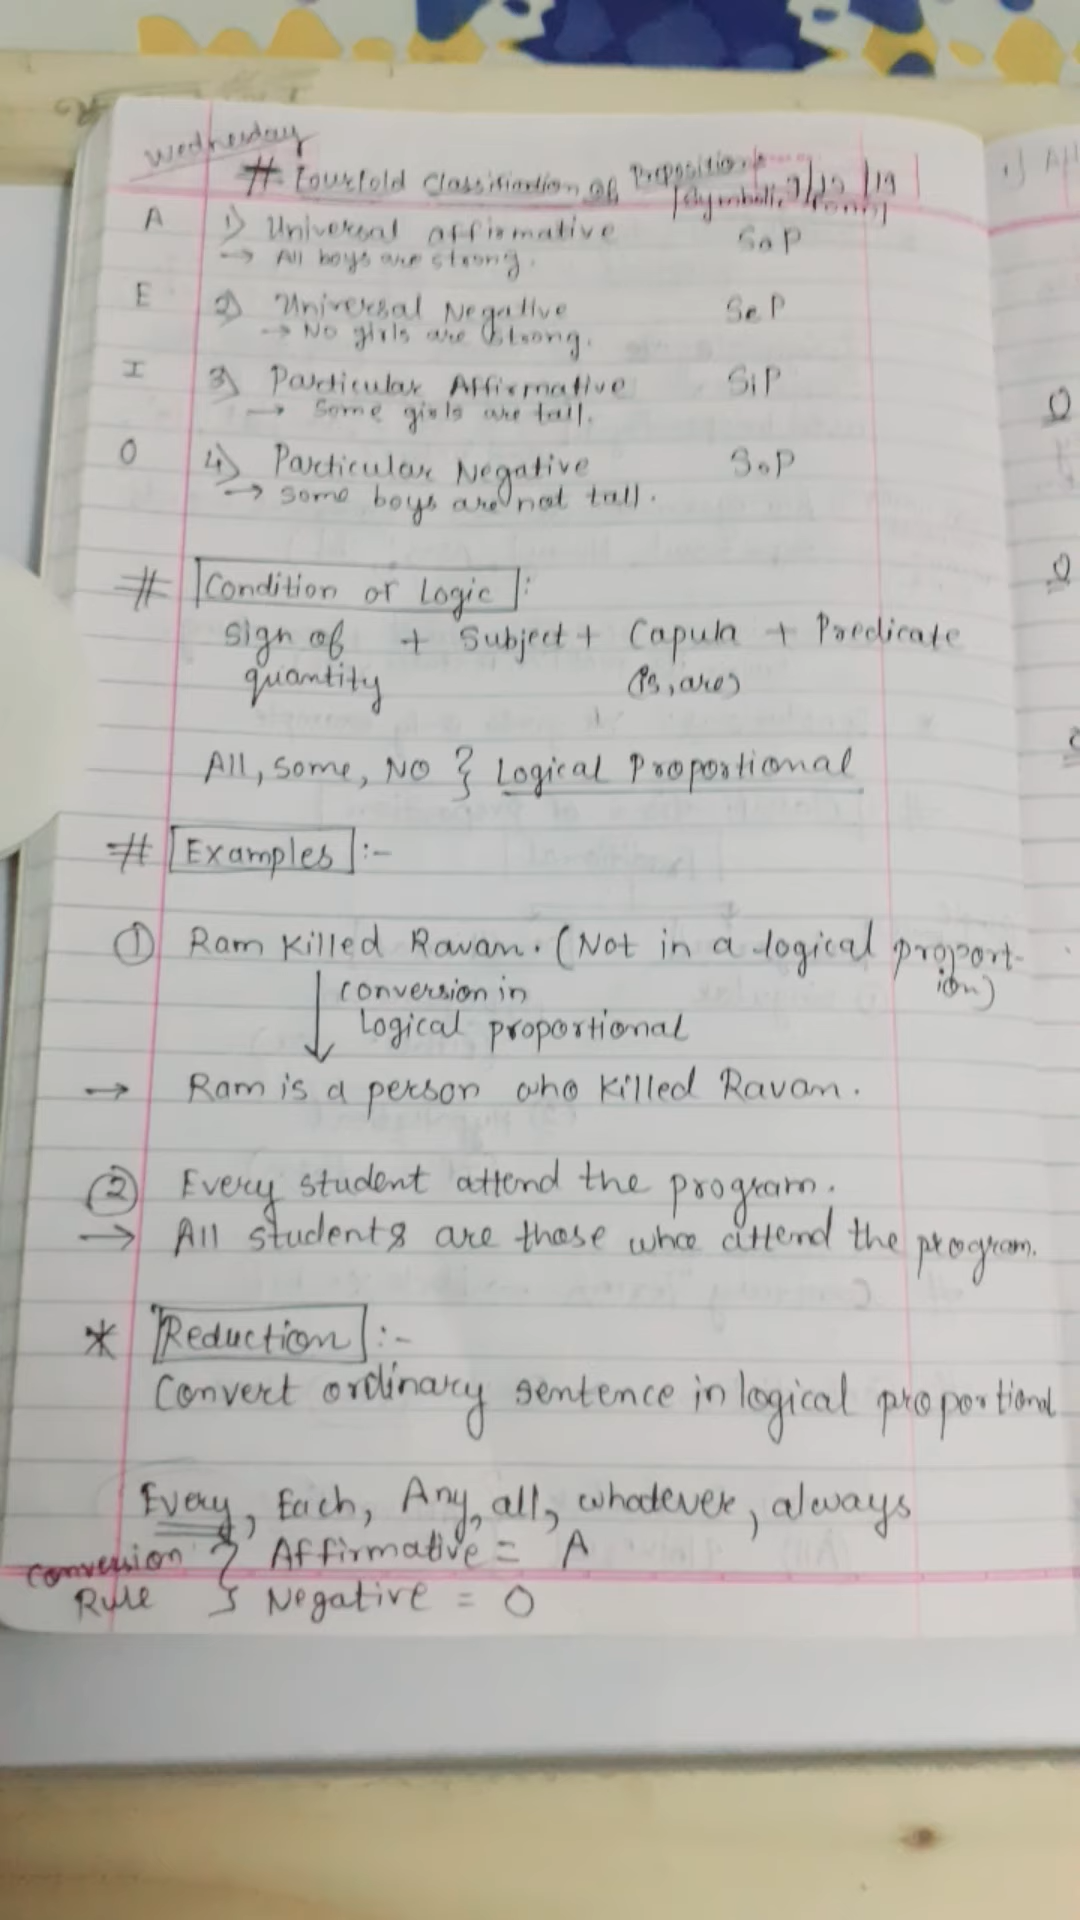 Wednesday
# Fourfold Classification of Proposition
Symbolic
A 1) Universal affirmative SaP
→ All boys are strong.
E 2) Universal Negative SeP
→ No girls are strong.
I 3) Particular Affirmative SiP
→ Some girls are tall.
O 4) Particular Negative SoP
→ some boys are not tall.
# Condition of Logic :
Sign of + Subject + Capula + Predicate
quantity (is, are)
All, some, No } Logical Proportional
# Examples :-
① Ram Killed Ravan. (Not in a logical proport-
ion)
conversion in
Logical proportional
→ Ram is a person who Killed Ravan.
② Every student attend the program.
→ All students are those who attend the program.
* Reduction :-
Convert ordinary sentence in logical proportional
Every, Each, Any, all, whatever, always
Conversion } Affirmative = A
Rule } Negative = O